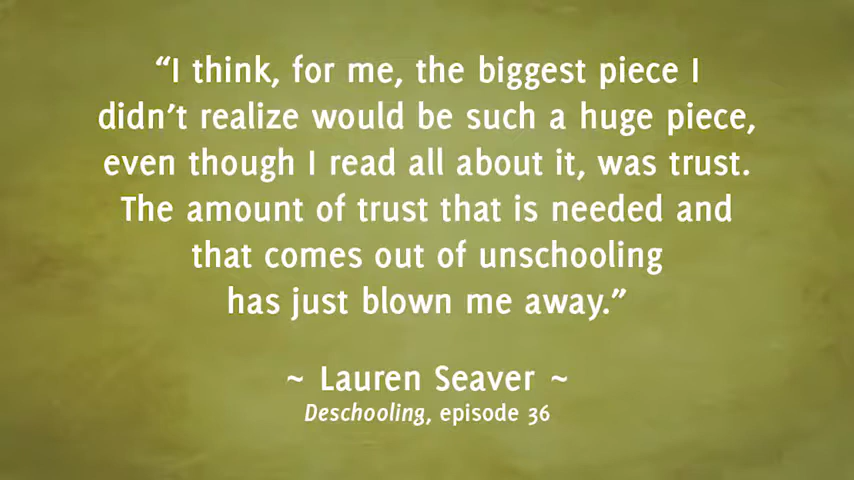 “I think, for me, the biggest piece I
didn’t realize would be such a huge piece,
even though I read all about it, was trust.
The amount of trust that is needed and
that comes out of unschooling
has just blown me away.”
~ Lauren Seaver ~
Deschooling, episode 36